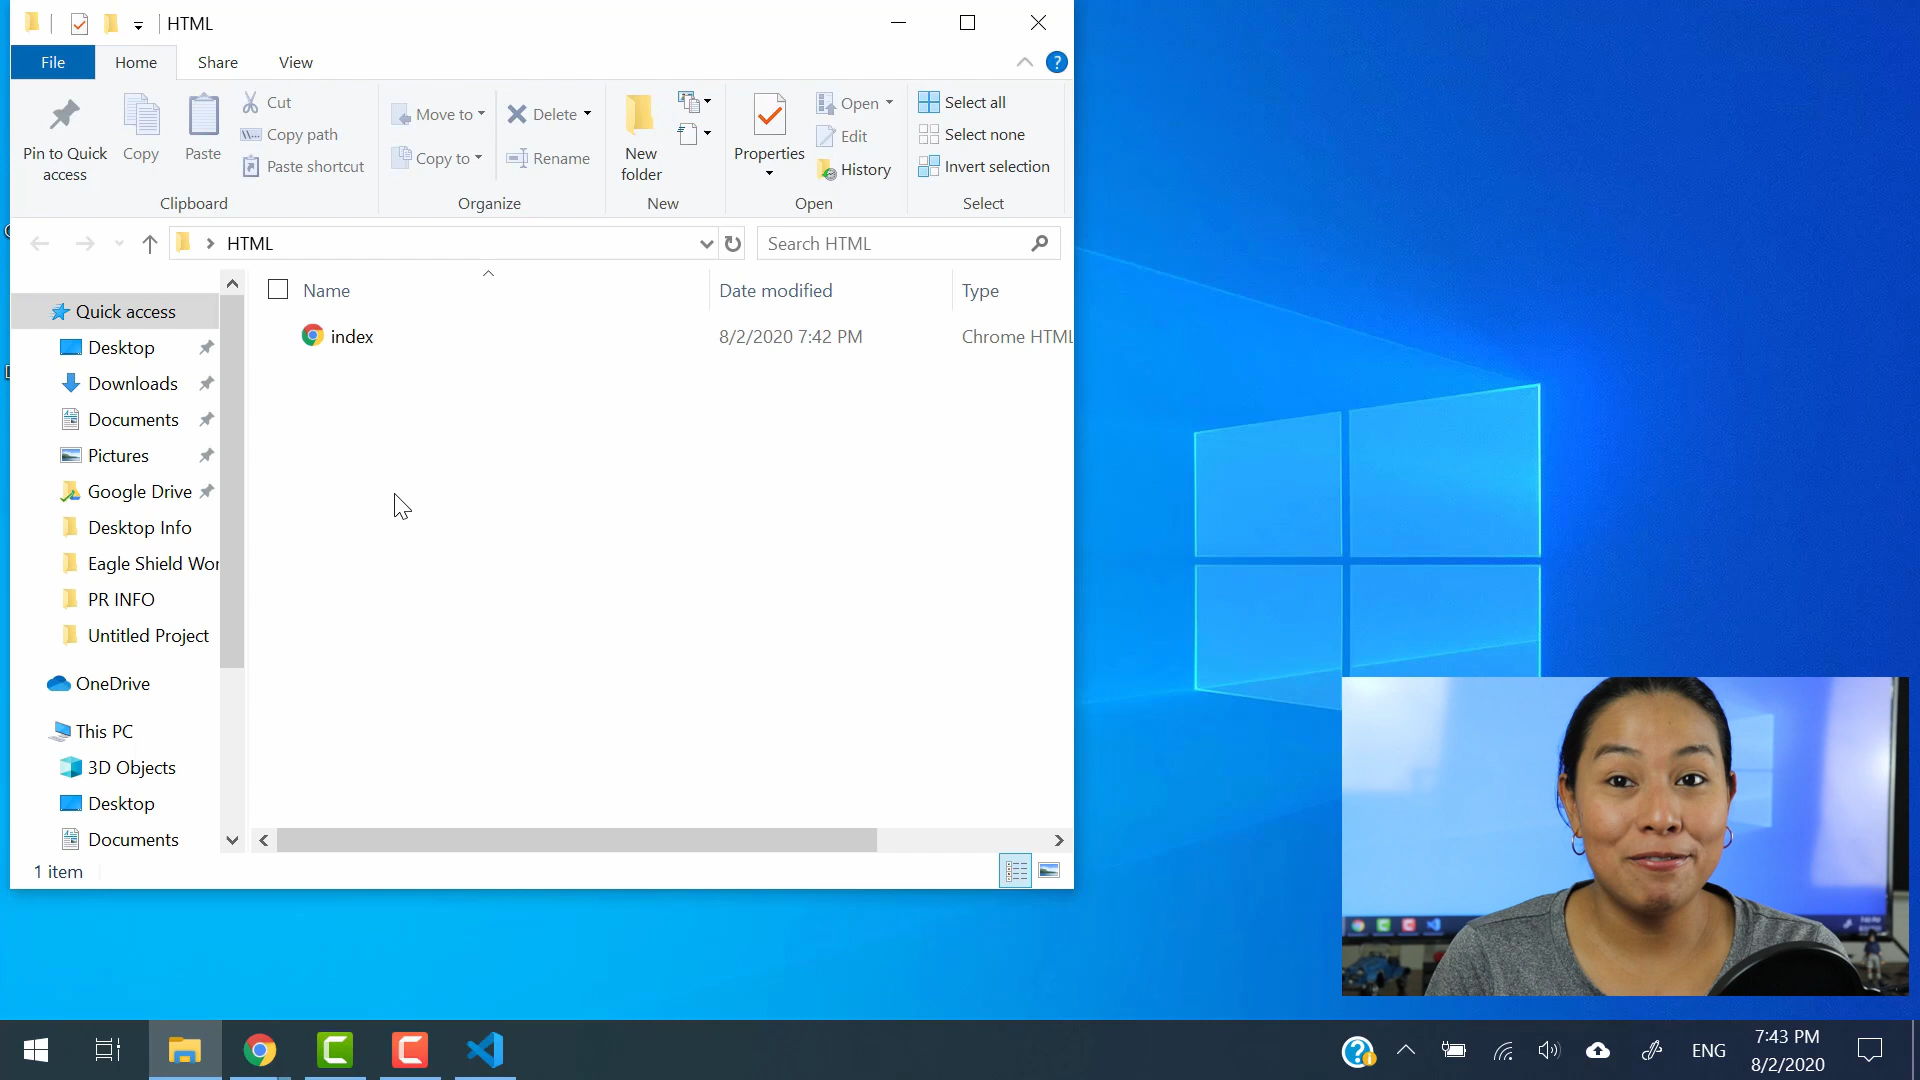 HTML
File Home Share View
Pin to Quick access
Copy
Paste
Cut
Copy path
Paste shortcut
Clipboard
Move to
Copy to
Delete
Rename
Organize
New folder
New
Properties
Open
Edit
History
Open
Select all
Select none
Invert selection
Select
HTML
Search HTML
Name Date modified Type
index 8/2/2020 7:42 PM Chrome HTML
Quick access
Desktop
Downloads
Documents
Pictures
Google Drive
Desktop Info
Eagle Shield Wor
PR INFO
Untitled Project
OneDrive
This PC
3D Objects
Desktop
Documents
1 item
ENG
7:43 PM
8/2/2020